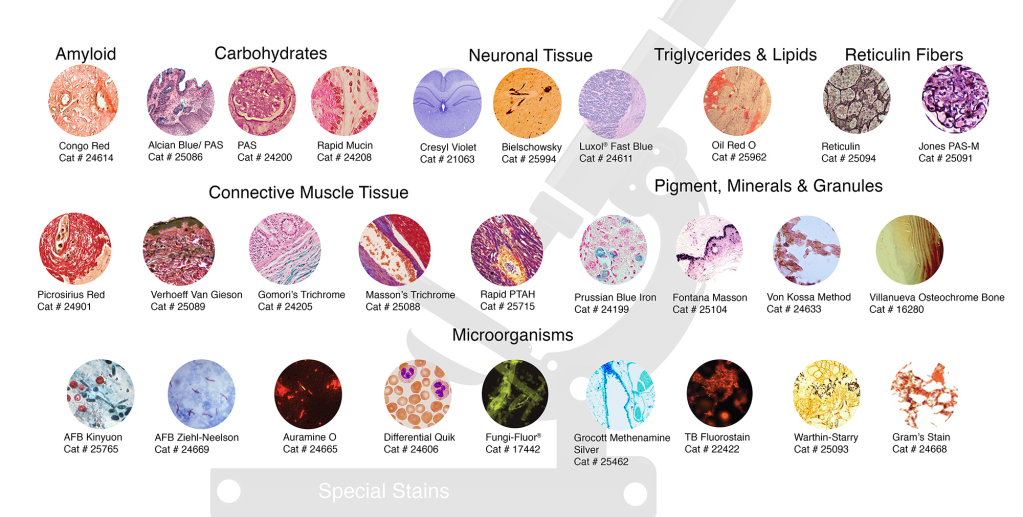 Amyloid
Carbohydrates
Neuronal Tissue
Triglycerides & Lipids
Reticulin Fibers
Congo Red
Cat # 24614
Alcian Blue/ PAS
Cat # 25086
PAS
Cat # 24200
Rapid Mucin
Cat # 24208
Cresyl Violet
Cat # 21063
Bielschowsky
Cat # 25994
Luxol® Fast Blue
Cat # 24611
Oil Red O
Cat # 25962
Reticulin
Cat # 25094
Jones PAS-M
Cat # 25091
Connective Muscle Tissue
Pigment, Minerals & Granules
Picrosirius Red
Cat # 24901
Verhoeff Van Gieson
Cat # 25089
Gomori's Trichrome
Cat # 24205
Masson's Trichrome
Cat # 25088
Rapid PTAH
Cat # 25715
Prussian Blue Iron
Cat # 24199
Fontana Masson
Cat # 25104
Von Kossa Method
Cat # 24633
Villanueva Osteochrome Bone
Cat # 16280
Microorganisms
AFB Kinyuon
Cat # 25765
AFB Ziehl-Neelson
Cat # 24669
Auramine O
Cat # 24665
Differential Quik
Cat # 24606
Fungi-Fluor®
Cat # 17442
Grocott Methenamine
Silver
Cat # 25462
TB Fluorostain
Cat # 22422
Warthin-Starry
Cat # 25093
Gram's Stain
Cat # 24668
Special Stains